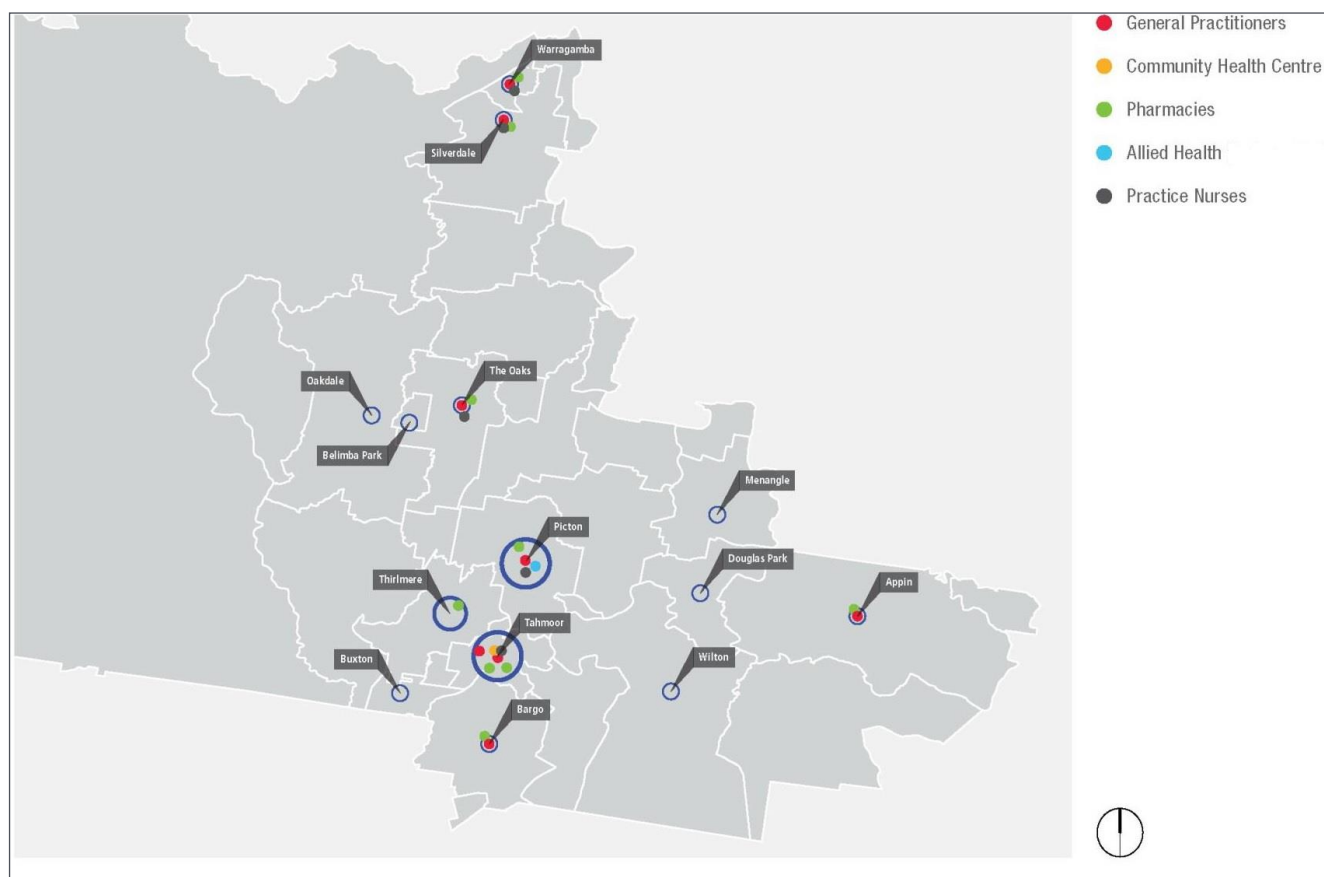 General Practitioners
Community Health Centre
Pharmacies
Allied Health
Practice Nurses
Warragamba
Silverdale
The Oaks
Oakdale
Belimba Park
Menangle
Picton
Douglas Park
Thirlmere
Appin
Tahmoor
Buxton
Wilton
Bargo